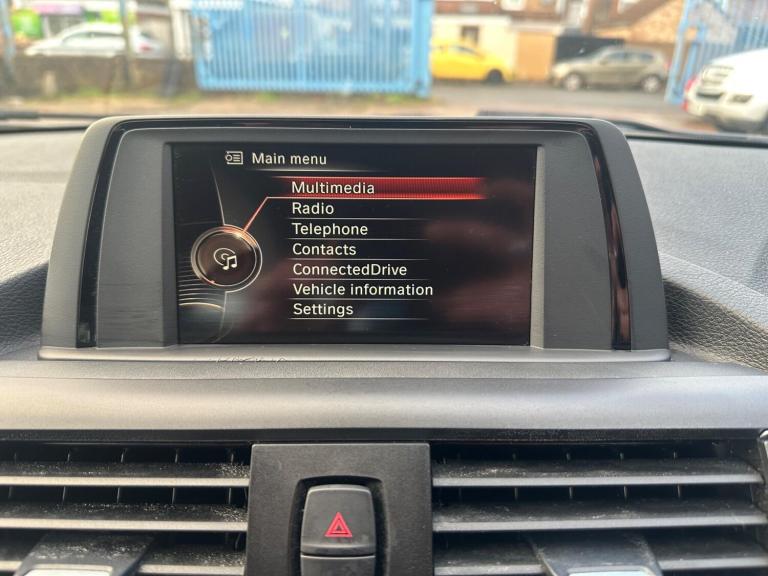 Main menu
Multimedia
Radio
Telephone
Contacts
ConnectedDrive
Vehicle information
Settings